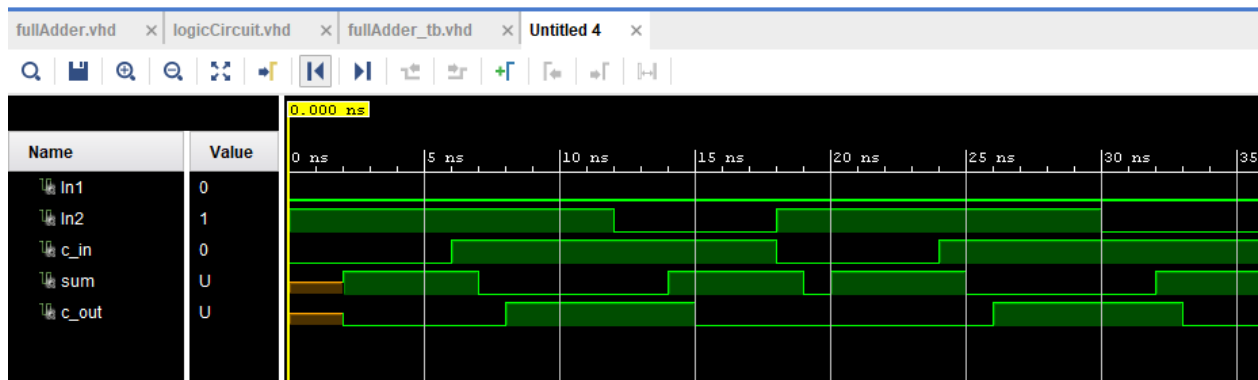 fullAdder.vhd × logicCircuit.vhd × fullAdder_tb.vhd × Untitled 4 ×
0.000 ns
Name Value 0 ns 5 ns 10 ns 15 ns 20 ns 25 ns 30 ns 35
In1 0
In2 1
c_in 0
sum U
c_out U